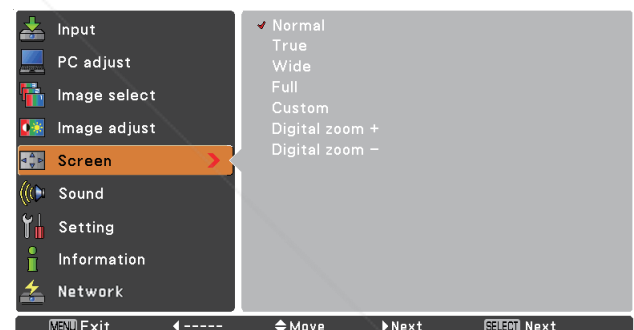 Input
PC adjust
Image select
Image adjust
Screen
Sound
Setting
Information
Network
Normal
True
Wide
Full
Custom
Digital zoom +
Digital zoom –
MENU Exit ◀ ----- ◆ Move ▶ Next SELECT Next